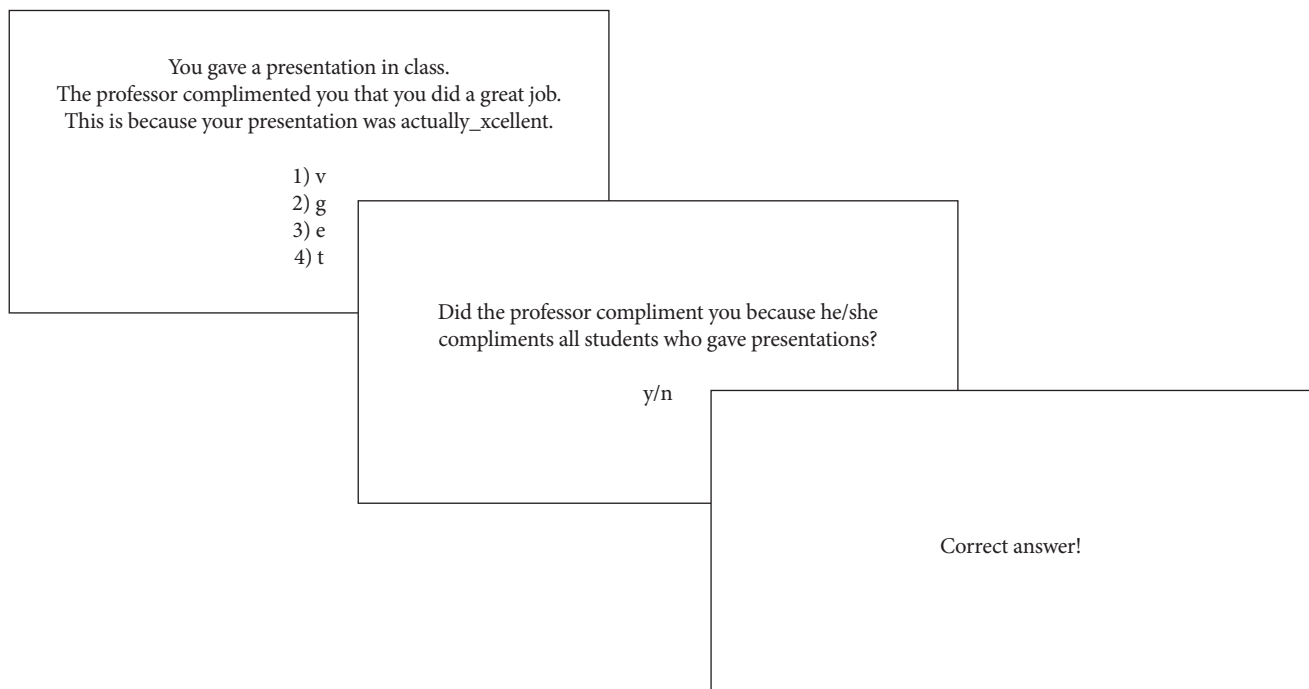 You gave a presentation in class.
The professor complimented you that you did a great job.
This is because your presentation was actually_xcellent.
1) v
2) g
3) e
4) t
Did the professor compliment you because he/she
compliments all students who gave presentations?
y/n
Correct answer!